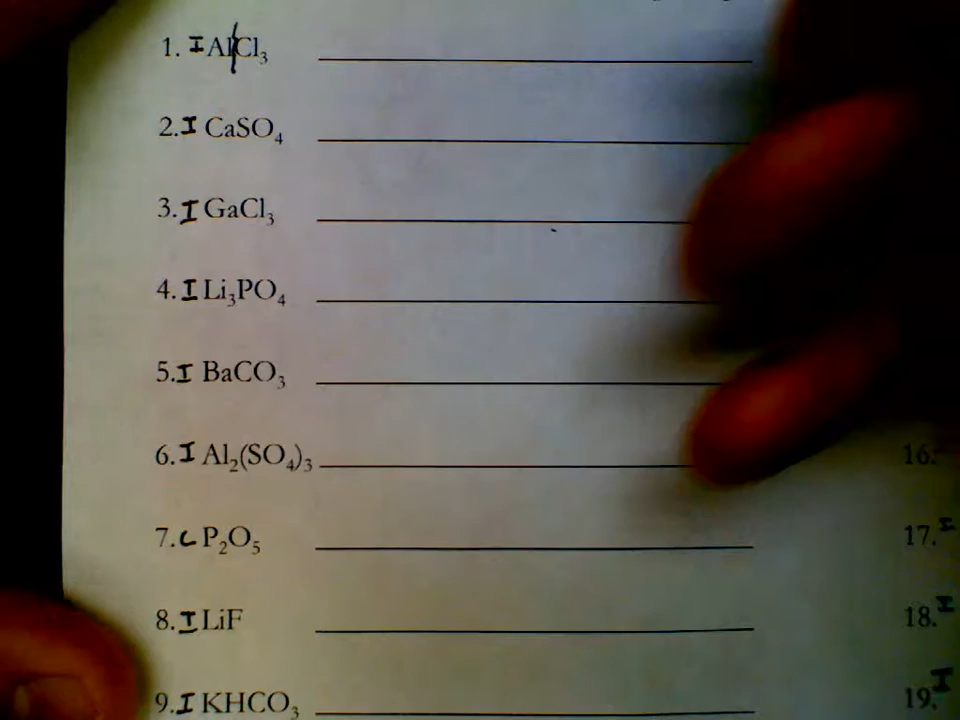 1. I AlCl₃
2. I CaSO₄
3. I GaCl₃
4. I Li₃PO₄
5. I BaCO₃
6. I Al₂(SO₄)₃
16.
7. C P₂O₅
17. I
8. I LiF
18. I
9. I KHCO₃
19. I